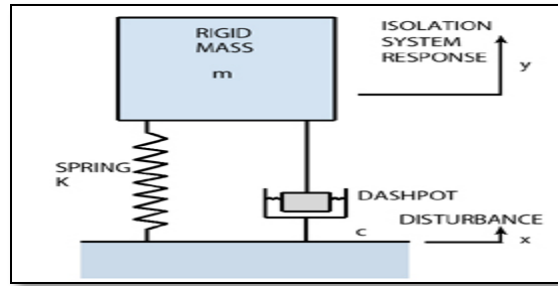 RIGID
MASS
m
ISOLATION
SYSTEM
RESPONSE
y
SPRING
K
DASHPOT
DISTURBANCE
c
x